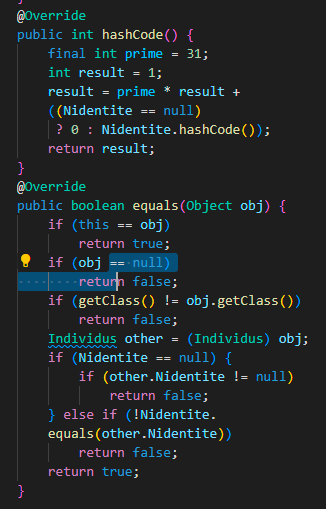 @Override
public int hashCode() {
final int prime = 31;
int result = 1;
result = prime * result +
((Nidentite == null)
? 0 : Nidentite.hashCode());
return result;
}
@Override
public boolean equals(Object obj) {
if (this == obj)
return true;
if (obj == null)
return false;
if (getClass() != obj.getClass())
return false;
Individus other = (Individus) obj;
if (Nidentite == null) {
if (other.Nidentite != null)
return false;
} else if (!Nidentite.
equals(other.Nidentite))
return false;
return true;
}